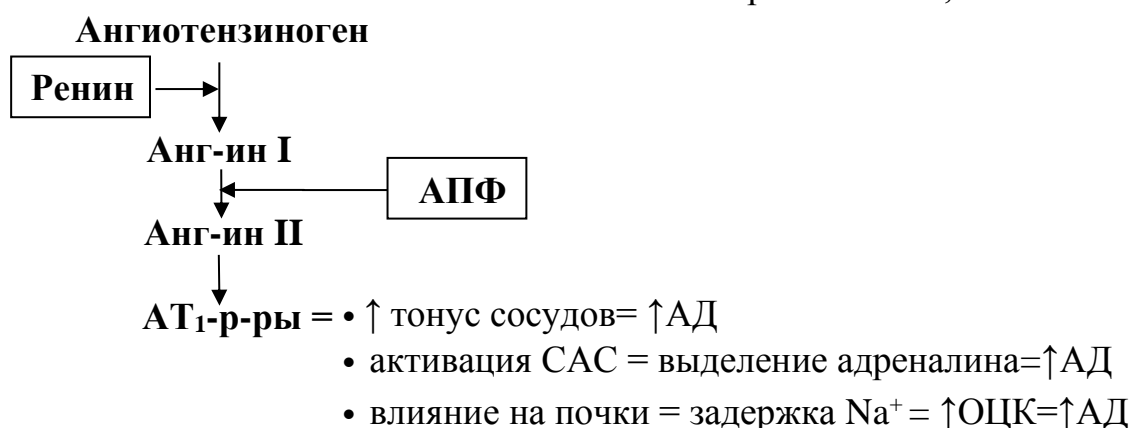 Ангиотензиноген
Ренин
Анг-ин I
АПФ
Анг-ин II
АТ₁-р-ры = • ↑ тонус сосудов= ↑АД
• активация САС = выделение адреналина=↑АД
• влияние на почки = задержка Na⁺ = ↑ОЦК=↑АД